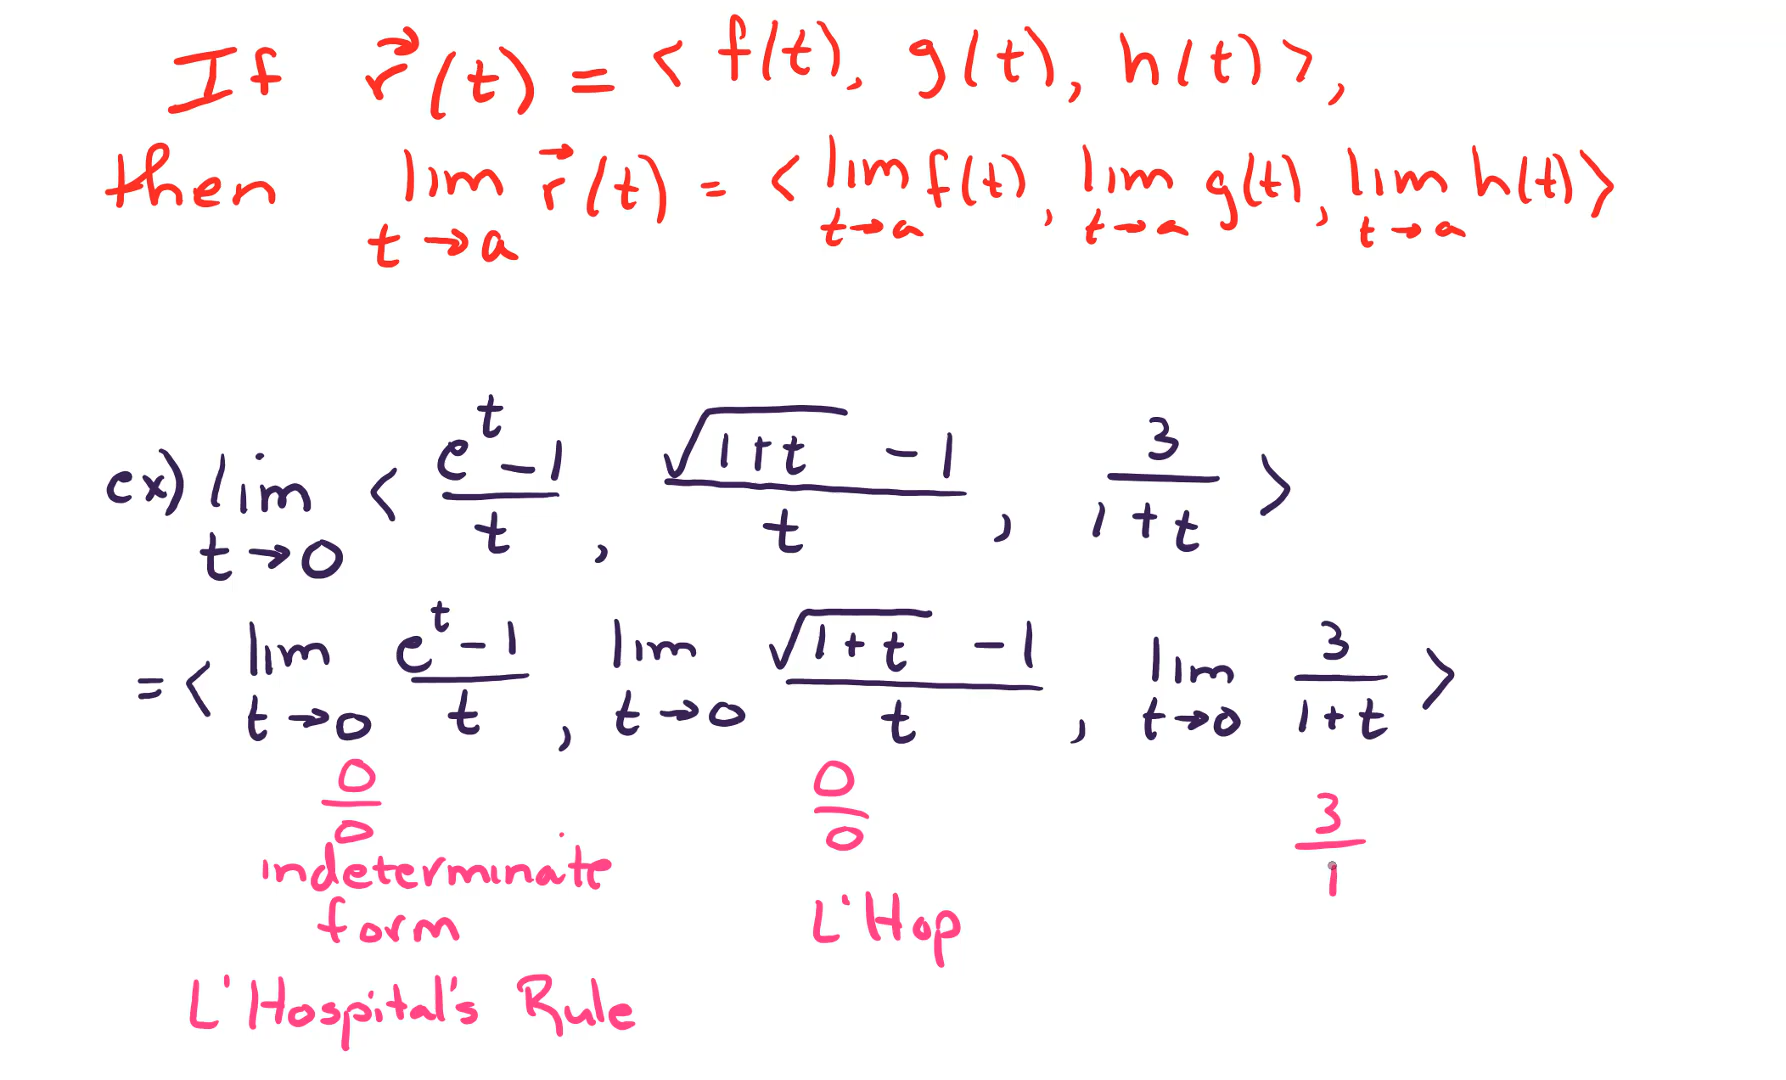 If r⃗(t) = < f(t), g(t), h(t) >,
then lim t→a r⃗(t) = < lim t→a f(t), lim t→a g(t), lim t→a h(t) >
ex) lim t→0 < (e^t - 1)/t, (√(1+t) - 1)/t, 3/(1+t) >
= < lim t→0 (e^t - 1)/t, lim t→0 (√(1+t) - 1)/t, lim t→0 3/(1+t) >
0/0 0/0 3/1
indeterminate
form L'Hop
L'Hospital's Rule